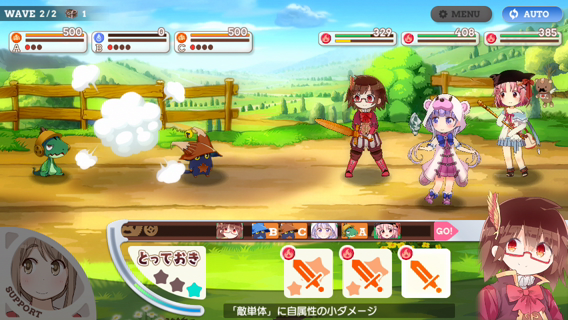 WAVE 2/2 1
MENU
AUTO
500 0 500
A B C
329 408 385
B C A GO!
とっておき
SUPPORT
「敵単体」に自属性の小ダメージ